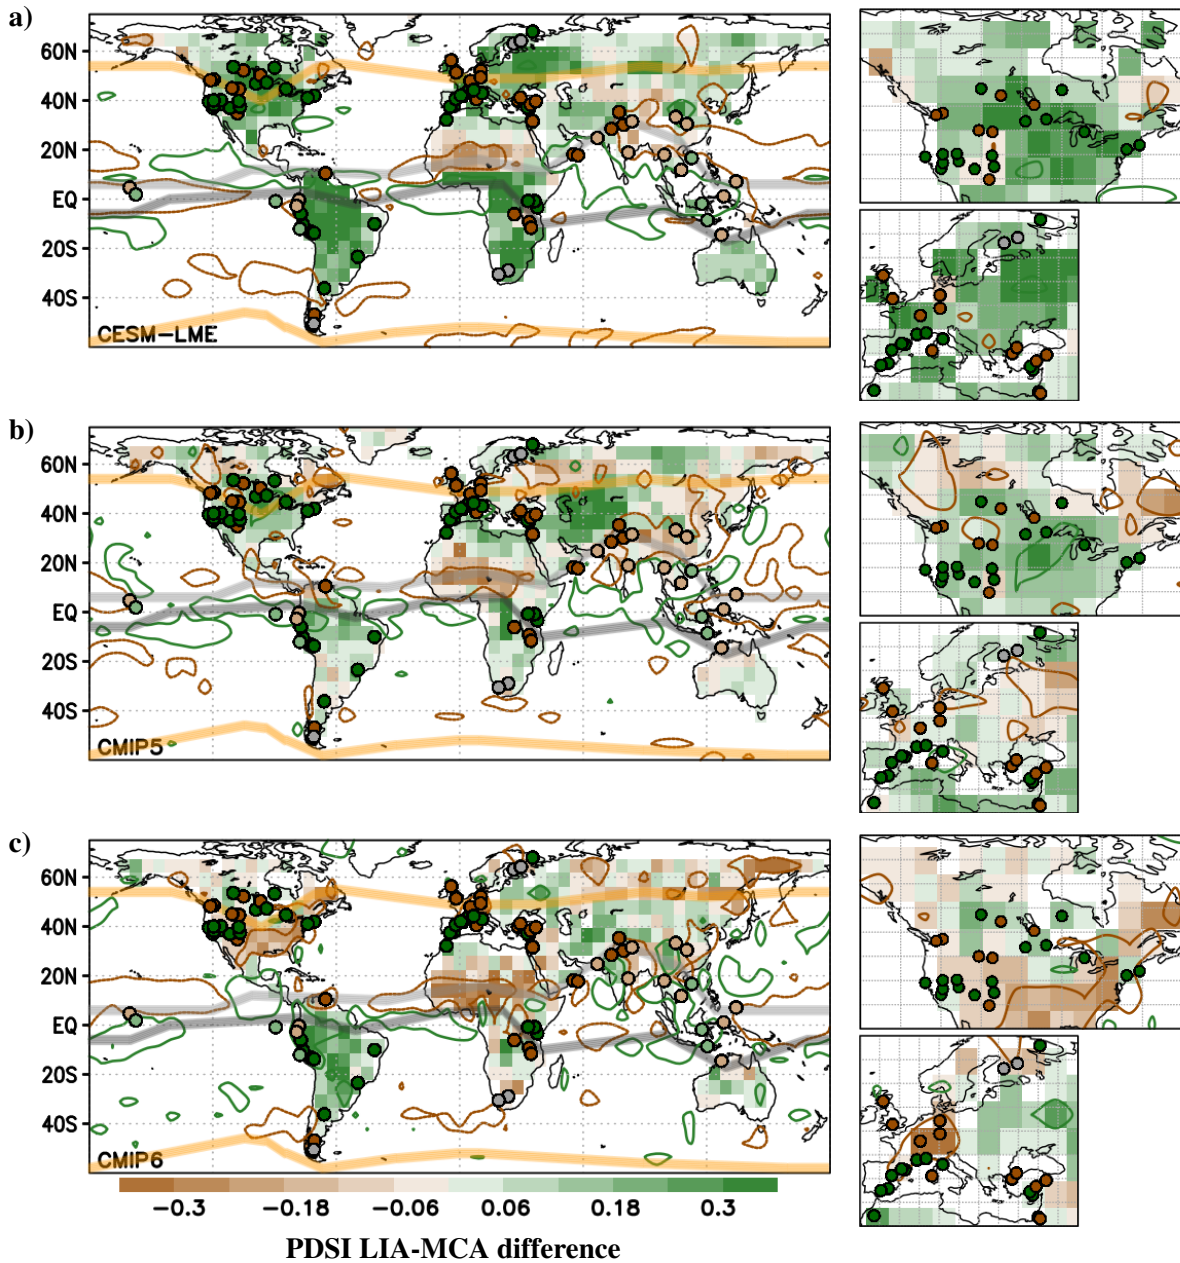 a)
60N
40N
20N
EQ
20S
40S
CESM-LME
b)
60N
40N
20N
EQ
20S
40S
CMIP5
c)
60N
40N
20N
EQ
20S
40S
CMIP6
-0.3 -0.18 -0.06 0.06 0.18 0.3
PDSI LIA-MCA difference